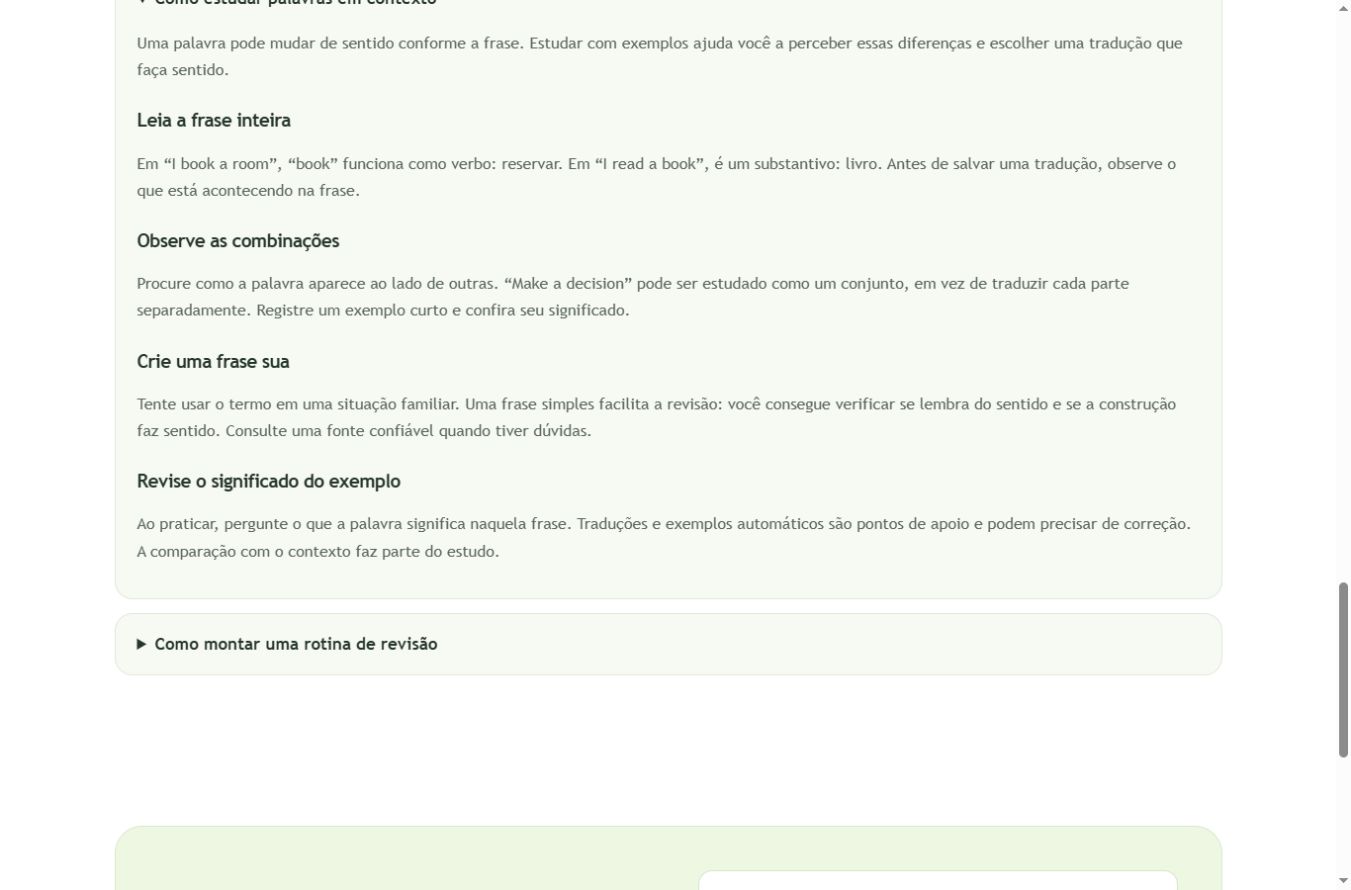 Como estudar palavras em contexto
Uma palavra pode mudar de sentido conforme a frase. Estudar com exemplos ajuda você a perceber essas diferenças e escolher uma tradução que
faça sentido.
Leia a frase inteira
Em “I book a room”, “book” funciona como verbo: reservar. Em “I read a book”, é um substantivo: livro. Antes de salvar uma tradução, observe o
que está acontecendo na frase.
Observe as combinações
Procure como a palavra aparece ao lado de outras. “Make a decision” pode ser estudado como um conjunto, em vez de traduzir cada parte
separadamente. Registre um exemplo curto e confira seu significado.
Crie uma frase sua
Tente usar o termo em uma situação familiar. Uma frase simples facilita a revisão: você consegue verificar se lembra do sentido e se a construção
faz sentido. Consulte uma fonte confiável quando tiver dúvidas.
Revise o significado do exemplo
Ao praticar, pergunte o que a palavra significa naquela frase. Traduções e exemplos automáticos são pontos de apoio e podem precisar de correção.
A comparação com o contexto faz parte do estudo.
Como montar uma rotina de revisão